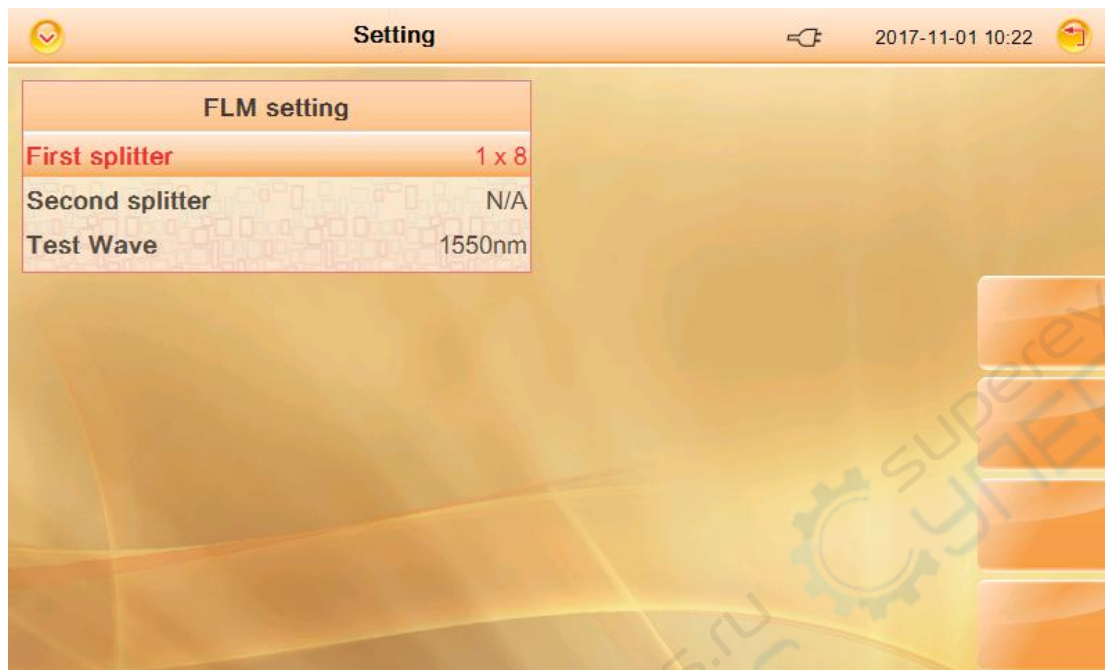 Setting
2017-11-01 10:22
FLM setting
First splitter 1 x 8
Second splitter N/A
Test Wave 1550nm